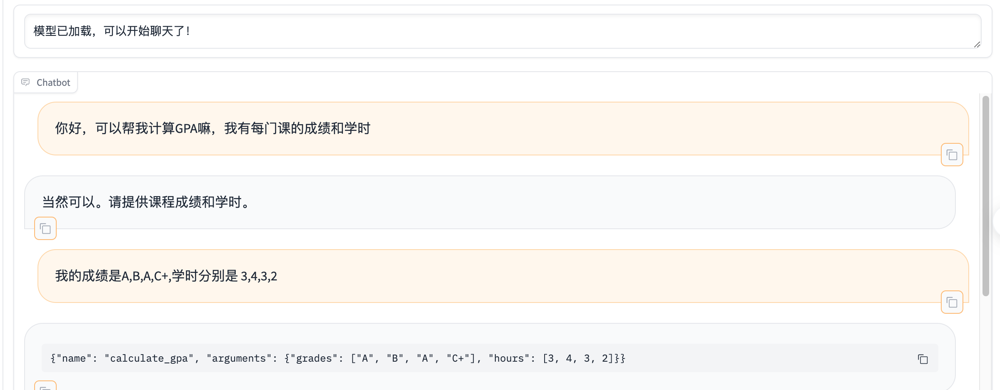 模型已加载，可以开始聊天了！
Chatbot
你好，可以帮我计算GPA嘛，我有每门课的成绩和学时
当然可以。请提供课程成绩和学时。
我的成绩是A,B,A,C+,学时分别是 3,4,3,2
{"name": "calculate_gpa", "arguments": {"grades": ["A", "B", "A", "C+"], "hours": [3, 4, 3, 2]}}